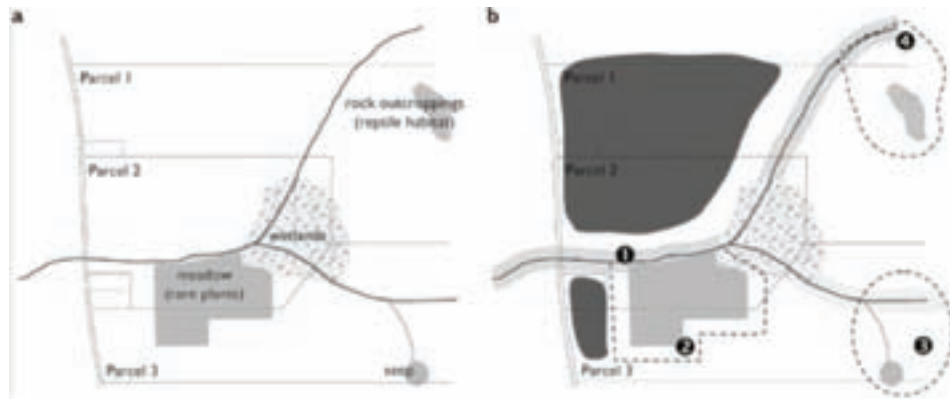 a
Parcel 1
rock outcroppings
(reptile habitat)
Parcel 2
wetlands
meadow
(rare plants)
Parcel 3
seep
b
4
Parcel 1
Parcel 2
1
2
3
Parcel 3